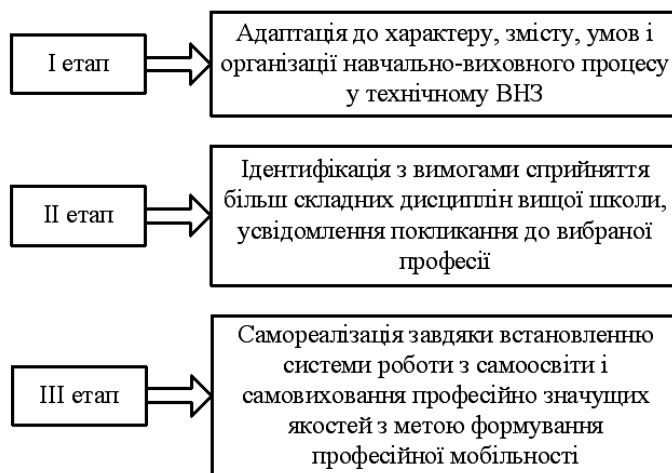 І етап
Адаптація до характеру, змісту, умов і
організації навчально-виховного процесу
у технічному ВНЗ
ІІ етап
Ідентифікація з вимогами сприйняття
більш складних дисциплін вищої школи,
усвідомлення покликання до вибраної
професії
ІІІ етап
Самореалізація завдяки встановленню
системи роботи з самоосвіти і
самовиховання професійно значущих
якостей з метою формування
професійної мобільності